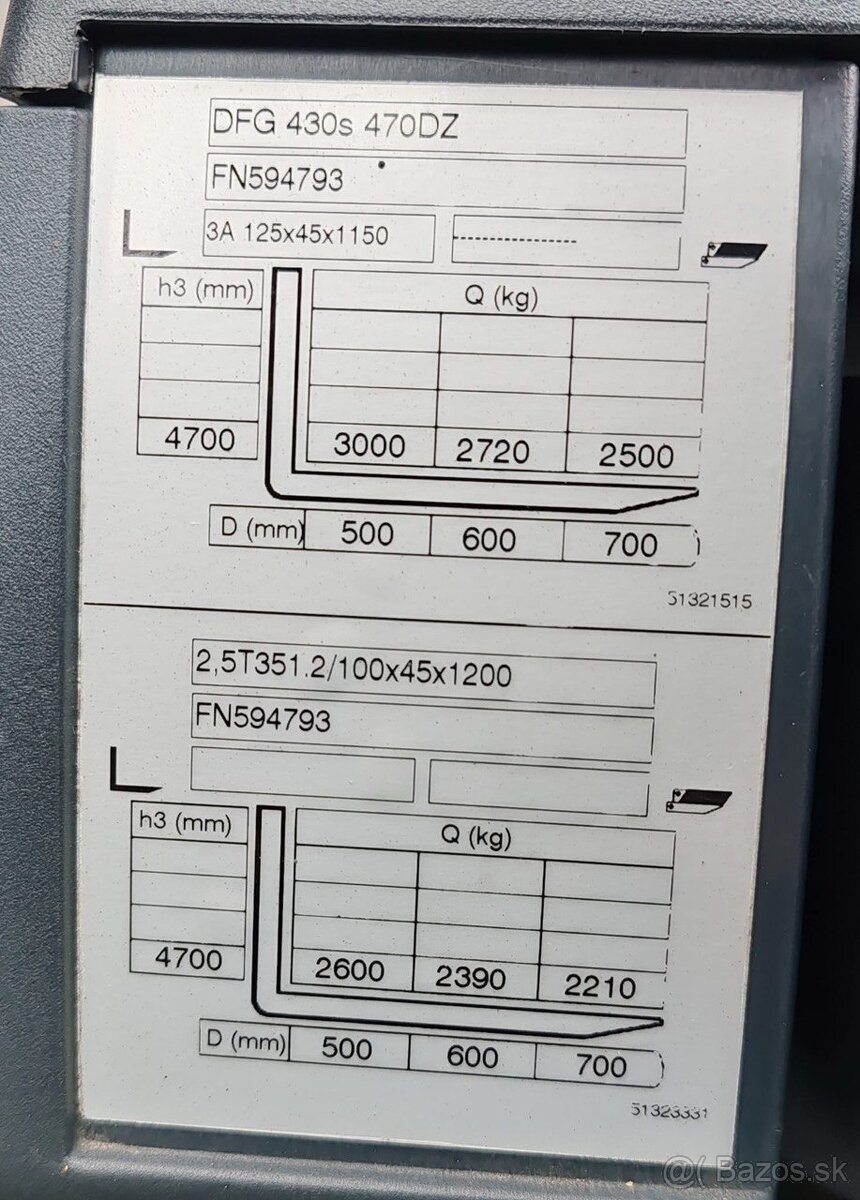 DFG 430s 470DZ
FN594793
3A 125x45x1150 ---------------
h3 (mm) Q (kg)
4700 3000 2720 2500
D (mm) 500 600 700
51321515
2,5T351.2/100x45x1200
FN594793
h3 (mm) Q (kg)
4700 2600 2390 2210
D (mm) 500 600 700
51323331
@( Bazos.sk